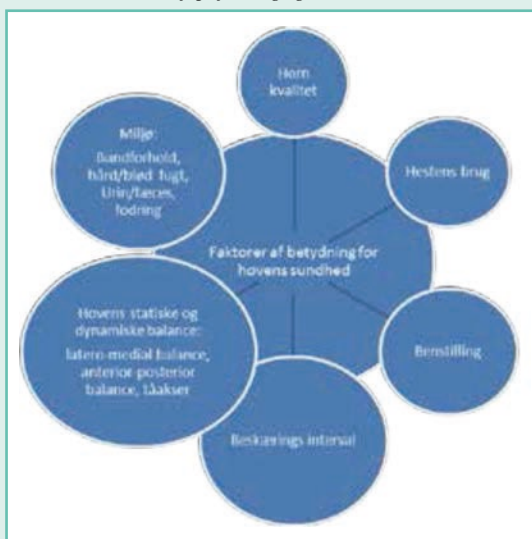 Horn
kvalitet
Miljø:
Bundforhold,
hård/blød fugt,
Urin/fæces,
fodring
Hestens brug
Faktorer af betydning for
hovens sundhed
Hovens statiske og
dynamiske balance:
latero medial balance,
anterior posterior
balance, tåakser
Benstilling
Beskærings interval